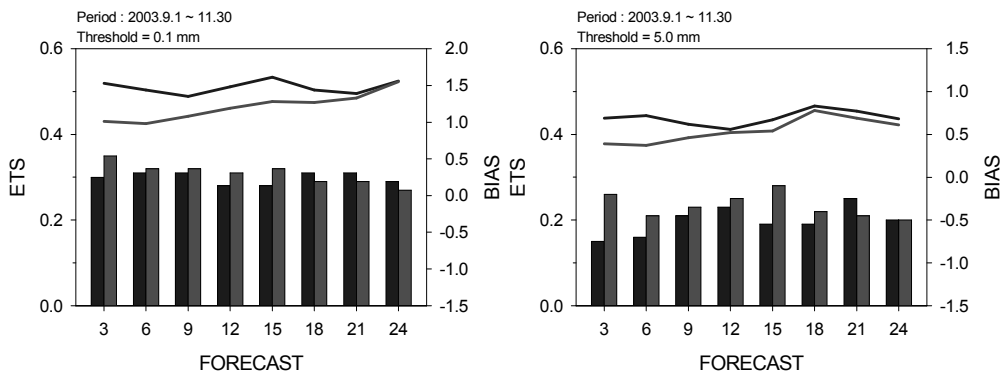 Period : 2003.9.1 ~ 11.30
Threshold = 0.1 mm
0.6
0.4
0.2
0.0
ETS
2.0
1.5
1.0
0.5
0.0
-0.5
-1.0
-1.5
BIAS
3 6 9 12 15 18 21 24
FORECAST
Period : 2003.9.1 ~ 11.30
Threshold = 5.0 mm
0.6
0.4
0.2
0.0
ETS
1.5
1.0
0.5
0.0
-0.5
-1.0
-1.5
BIAS
3 6 9 12 15 18 21 24
FORECAST